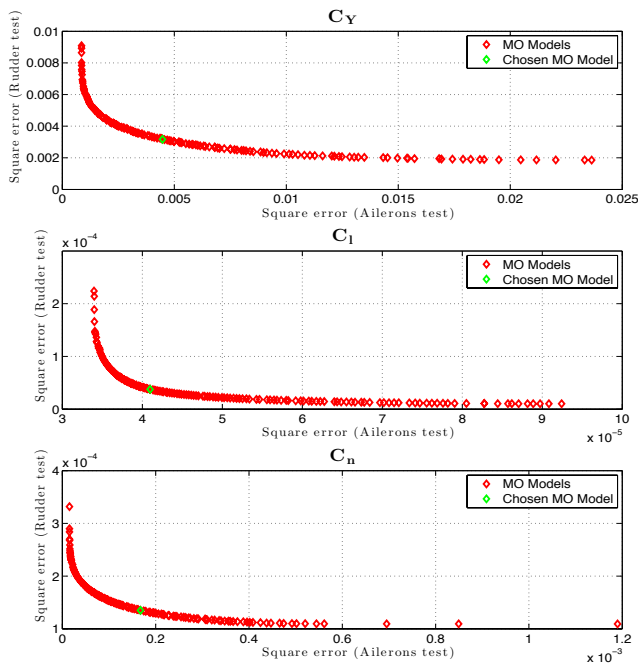 C_Y
0.01
0.008
0.006
0.004
0.002
0
Square error (Rudder test)
MO Models
Chosen MO Model
0 0.005 0.01 0.015 0.02 0.025
Square error (Ailerons test)
x 10^-4
C_l
2
1
0
Square error (Rudder test)
MO Models
Chosen MO Model
3 4 5 6 7 8 9 10
Square error (Ailerons test)
x 10^-5
x 10^-4
C_n
4
3
2
1
Square error (Rudder test)
MO Models
Chosen MO Model
0 0.2 0.4 0.6 0.8 1 1.2
Square error (Ailerons test)
x 10^-3